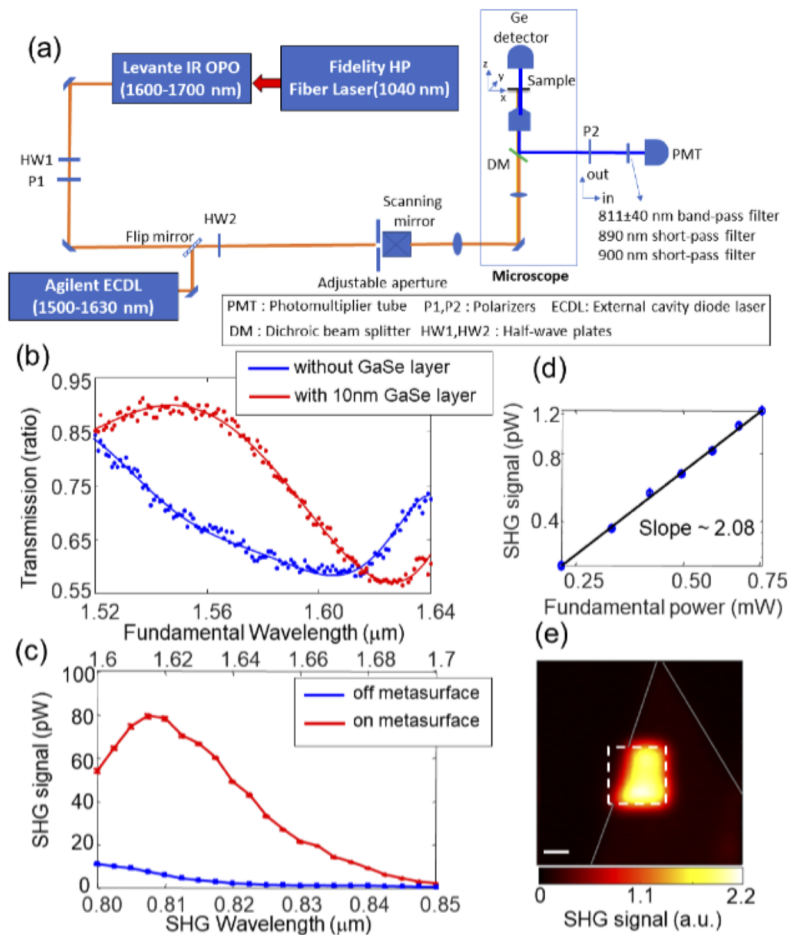 (a)
Levante IR OPO
(1600-1700 nm)
Fidelity HP
Fiber Laser(1040 nm)
Ge
detector
z
y
x
Sample
HW1
P1
DM
P2
PMT
out
in
811±40 nm band-pass filter
890 nm short-pass filter
900 nm short-pass filter
Microscope
Flip mirror
HW2
Scanning
mirror
Adjustable aperture
Agilent ECDL
(1500-1630 nm)
PMT : Photomultiplier tube P1,P2 : Polarizers ECDL: External cavity diode laser
DM : Dichroic beam splitter HW1,HW2 : Half-wave plates
(b)
without GaSe layer
with 10nm GaSe layer
Transmission (ratio)
0.95
0.85
0.75
0.65
0.55
1.52 1.56 1.60 1.64
Fundamental Wavelength (μm)
(c)
1.6 1.62 1.64 1.66 1.68 1.7
off metasurface
on metasurface
SHG signal (pW)
100
80
60
40
20
0
0.80 0.81 0.82 0.83 0.84 0.85
SHG Wavelength (μm)
(d)
SHG signal (pW)
1.2
0.8
0.4
Slope ~ 2.08
0.25 0.50 0.75
Fundamental power (mW)
(e)
0 1.1 2.2
SHG signal (a.u.)